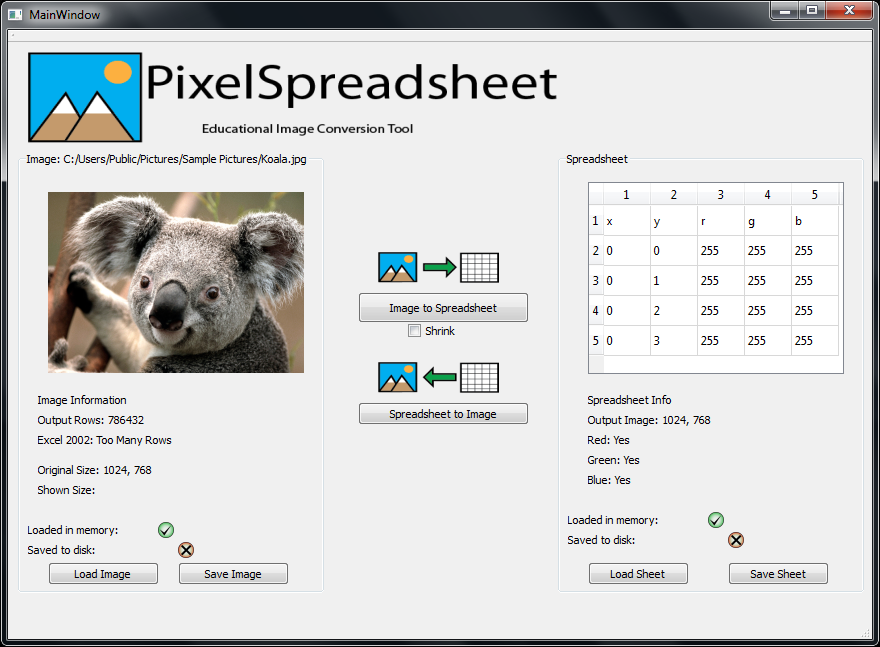 MainWindow
PixelSpreadsheet
Educational Image Conversion Tool
Image: C:/Users/Public/Pictures/Sample Pictures/Koala.jpg
Image Information
Output Rows: 786432
Excel 2002: Too Many Rows
Original Size: 1024, 768
Shown Size:
Loaded in memory:
Saved to disk:
Load Image Save Image
Image to Spreadsheet
Shrink
Spreadsheet to Image
Spreadsheet
1 2 3 4 5
1 x y r g b
2 0 0 255 255 255
3 0 1 255 255 255
4 0 2 255 255 255
5 0 3 255 255 255
Spreadsheet Info
Output Image: 1024, 768
Red: Yes
Green: Yes
Blue: Yes
Loaded in memory:
Saved to disk:
Load Sheet Save Sheet